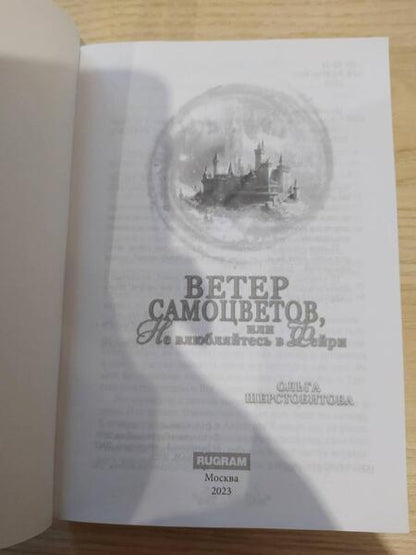 ВЕТЕР
САМОЦВЕТОВ,
или
Не влюбляйтесь в Фейри
ОЛЬГА
ШЕРСТОБИТОВА
RUGRAM
Москва
2023